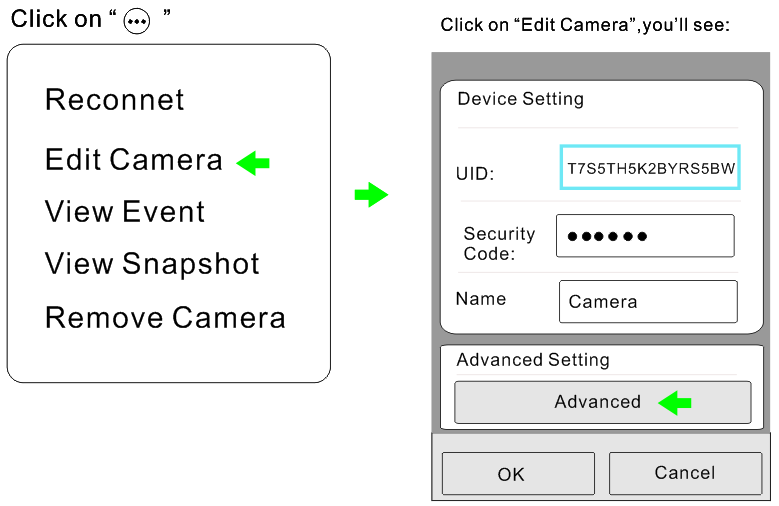 Click on “ ... ”
Reconnet
Edit Camera
View Event
View Snapshot
Remove Camera
Click on “Edit Camera”,you’ll see:
Device Setting
UID: T7S5TH5K2BYRS5BW
Security
Code: ●●●●●●
Name Camera
Advanced Setting
Advanced
OK Cancel